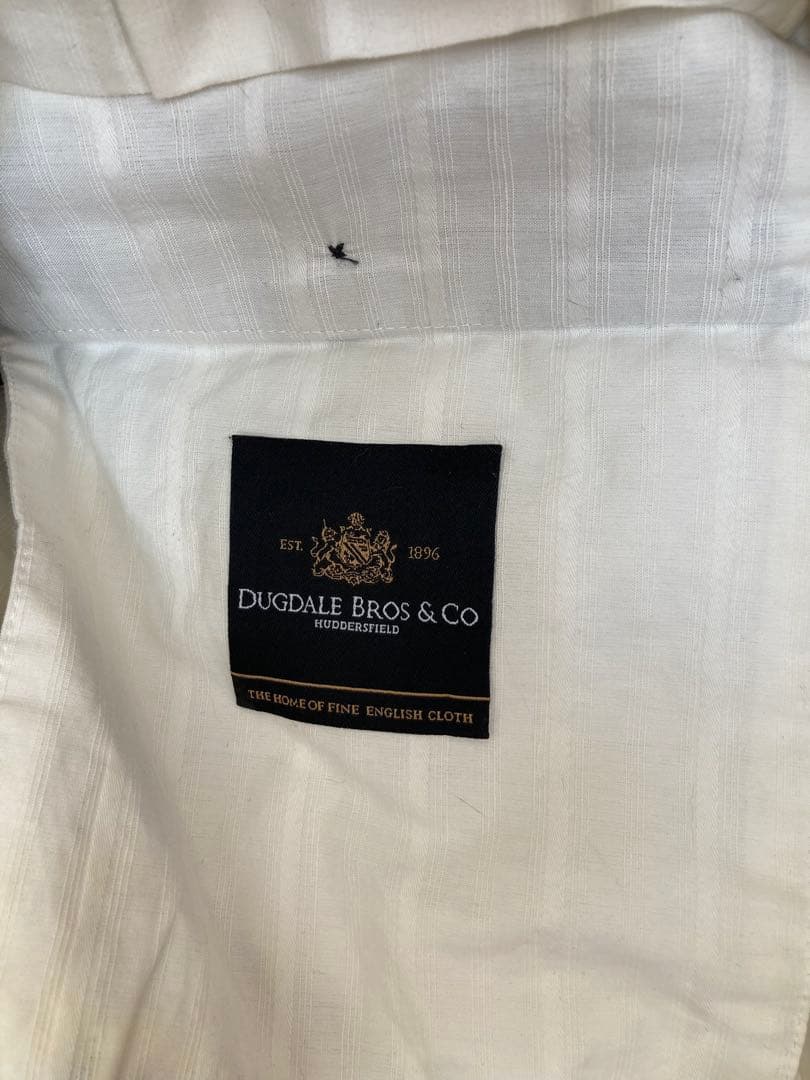 EST. 1896
DUGDALE BROS & CO
HUDDERSFIELD
THE HOME OF FINE ENGLISH CLOTH